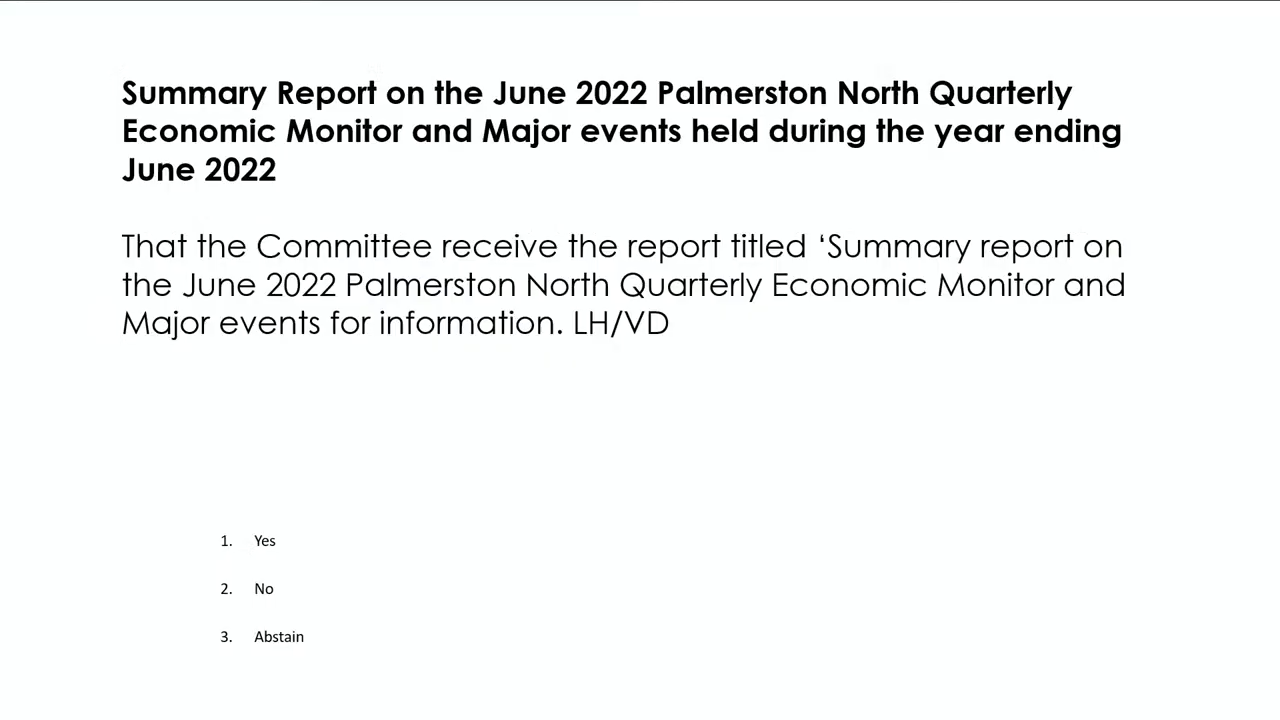 Summary Report on the June 2022 Palmerston North Quarterly
Economic Monitor and Major events held during the year ending
June 2022
That the Committee receive the report titled ‘Summary report on
the June 2022 Palmerston North Quarterly Economic Monitor and
Major events for information. LH/VD
1. Yes
2. No
3. Abstain